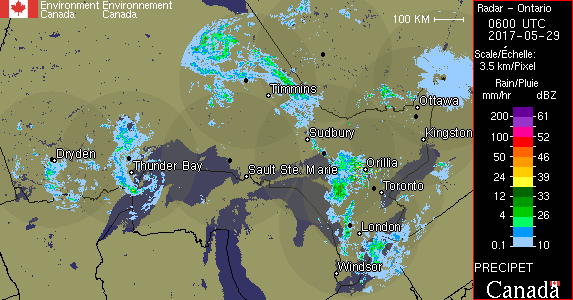 Environment Environnement
Canada Canada
100 KM
Timmins
Ottawa
Sudbury
Kingston
Dryden
Thunder Bay
Sault Ste. Marie
Orillia
Toronto
London
Windsor
Radar - Ontario
0600 UTC
2017-05-29
Scale/Échelle:
3.5 km/Pixel
Rain/Pluie
mm/hr dBZ
200 61
100 52
50 46
24 39
12 33
4 26
0.1 10
PRECIPET
Canada